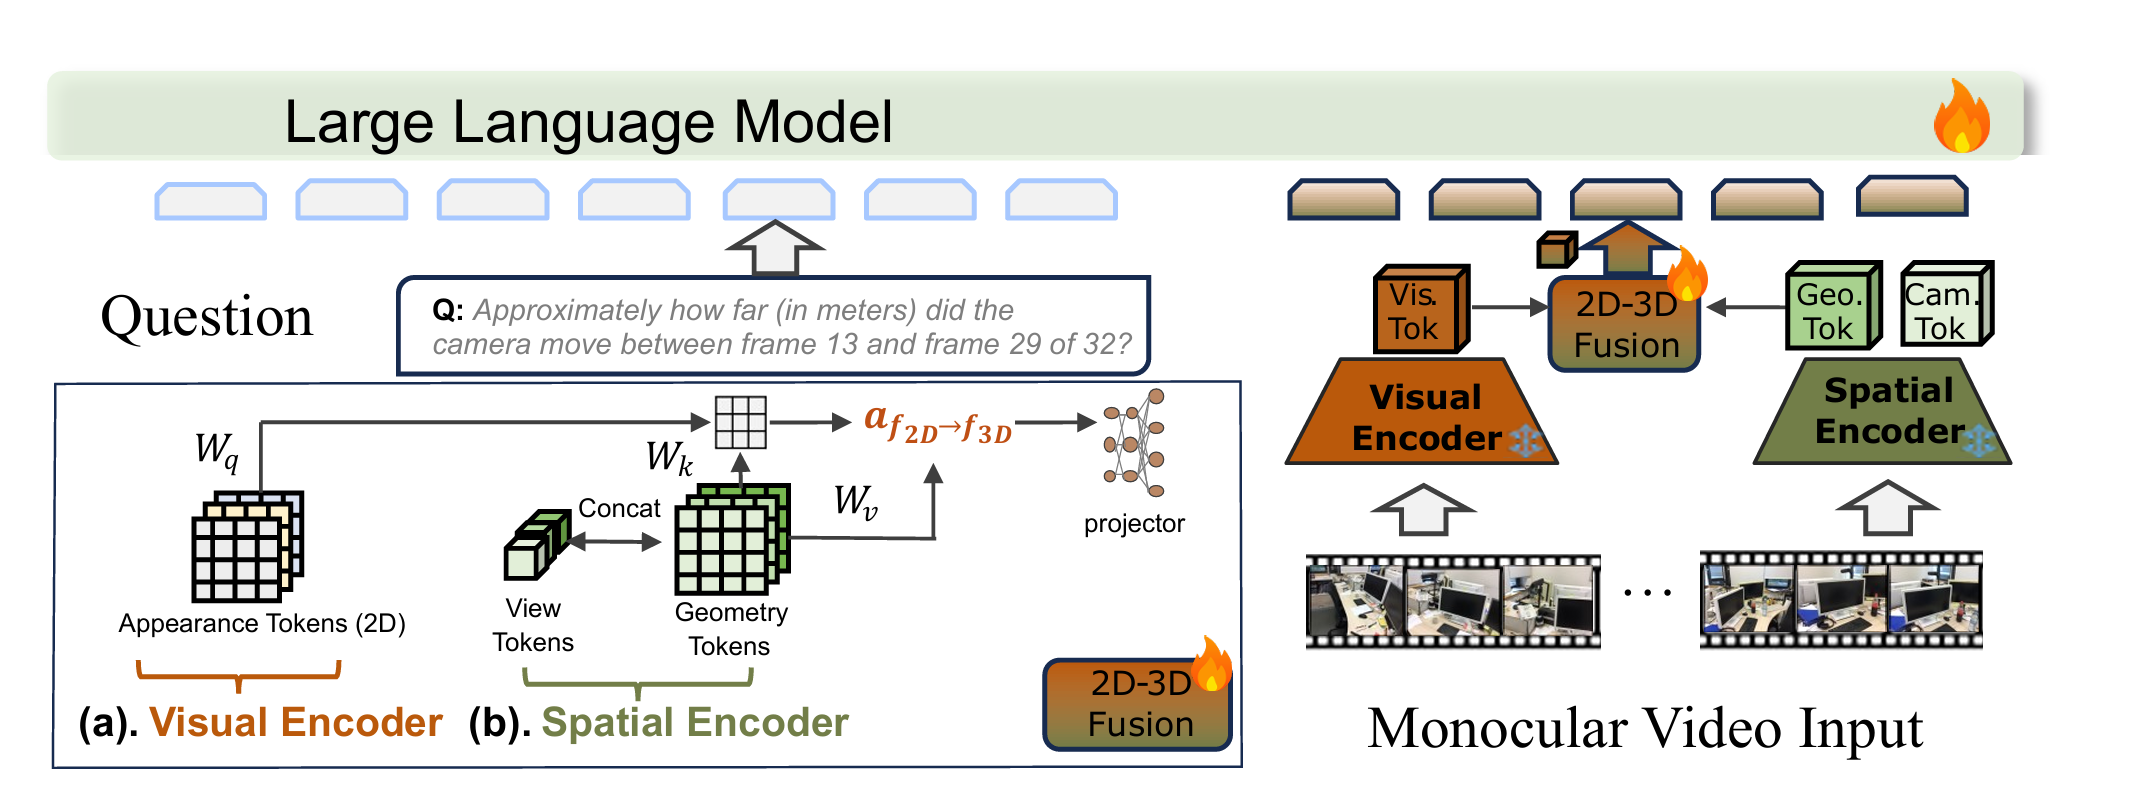 Large Language Model
Question
Q: Approximately how far (in meters) did the
camera move between frame 13 and frame 29 of 32?
W_q
W_k
a_{f_{2D}→f_{3D}}
W_v
Concat
projector
Appearance Tokens (2D)
View
Tokens
Geometry
Tokens
(a). Visual Encoder
(b). Spatial Encoder
2D-3D
Fusion
Vis.
Tok
2D-3D
Fusion
Geo.
Tok
Cam.
Tok
Visual
Encoder
Spatial
Encoder
...
Monocular Video Input